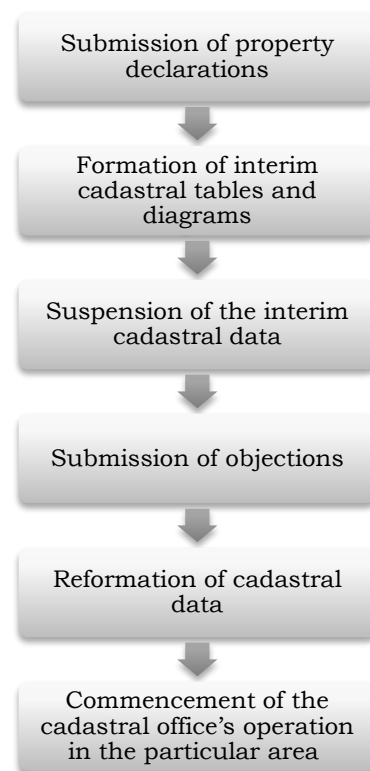 Submission of property
declarations
Formation of interim
cadastral tables and
diagrams
Suspension of the interim
cadastral data
Submission of objections
Reformation of cadastral
data
Commencement of the
cadastral office's operation
in the particular area